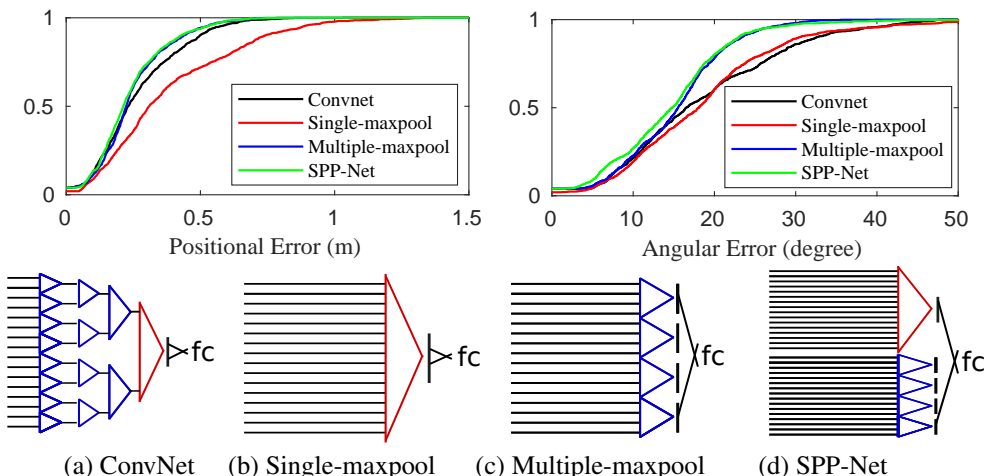 1
0.5
0
Convnet
Single-maxpool
Multiple-maxpool
SPP-Net
0 0.5 1 1.5
Positional Error (m)
1
0.5
0
Convnet
Single-maxpool
Multiple-maxpool
SPP-Net
0 10 20 30 40 50
Angular Error (degree)
fc
fc
fc
fc
(a) ConvNet
(b) Single-maxpool
(c) Multiple-maxpool
(d) SPP-Net